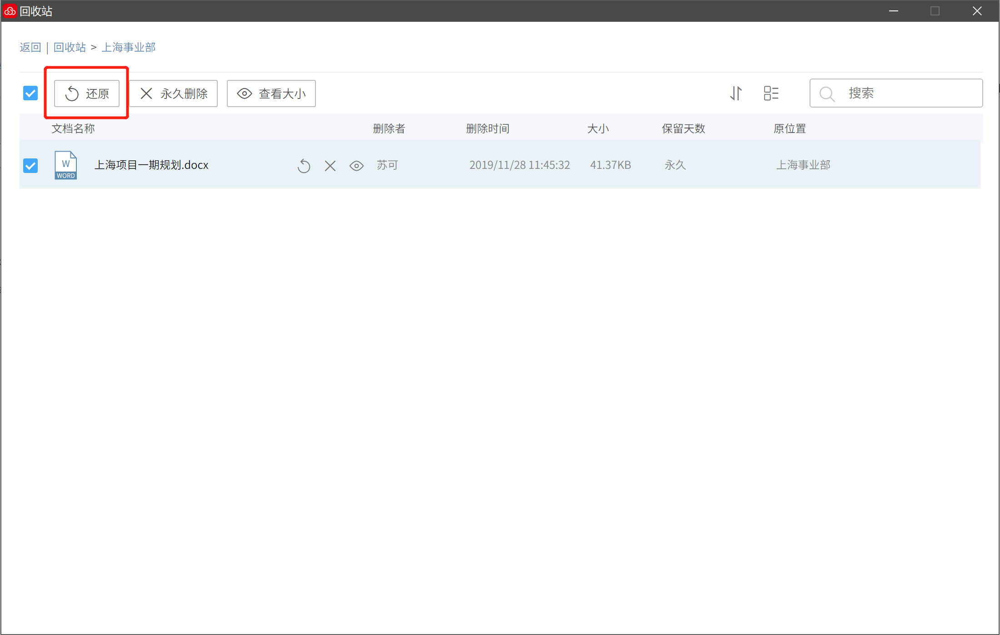 回收站
返回 | 回收站 > 上海事业部
还原 永久删除 查看大小 搜索
文档名称 删除者 删除时间 大小 保留天数 原位置
W WORD 上海项目一期规划.docx 苏可 2019/11/28 11:45:32 41.37KB 永久 上海事业部